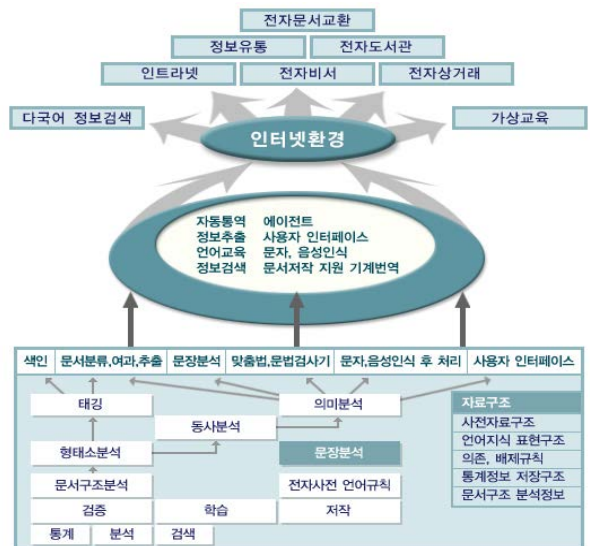 전자문서교환
정보유통 전자도서관
인트라넷 전자비서 전자상거래
다국어 정보검색 인터넷환경 가상교육
자동통역 에이전트
정보추출 사용자 인터페이스
언어교육 문자, 음성인식
정보검색 문서저작 지원 기계번역
색인 문서분류,여과,추출 문장분석 맞춤법,문법검사기 문자,음성인식 후 처리 사용자 인터페이스
태깅 의미분석 자료구조
동사분석 사전자료구조
형태소분석 문장분석 언어지식 표현구조
의존, 배제규칙
문서구조분석 전자사전 언어규칙 통계정보 저장구조
검증 학습 저작 문서구조 분석정보
통계 분석 검색